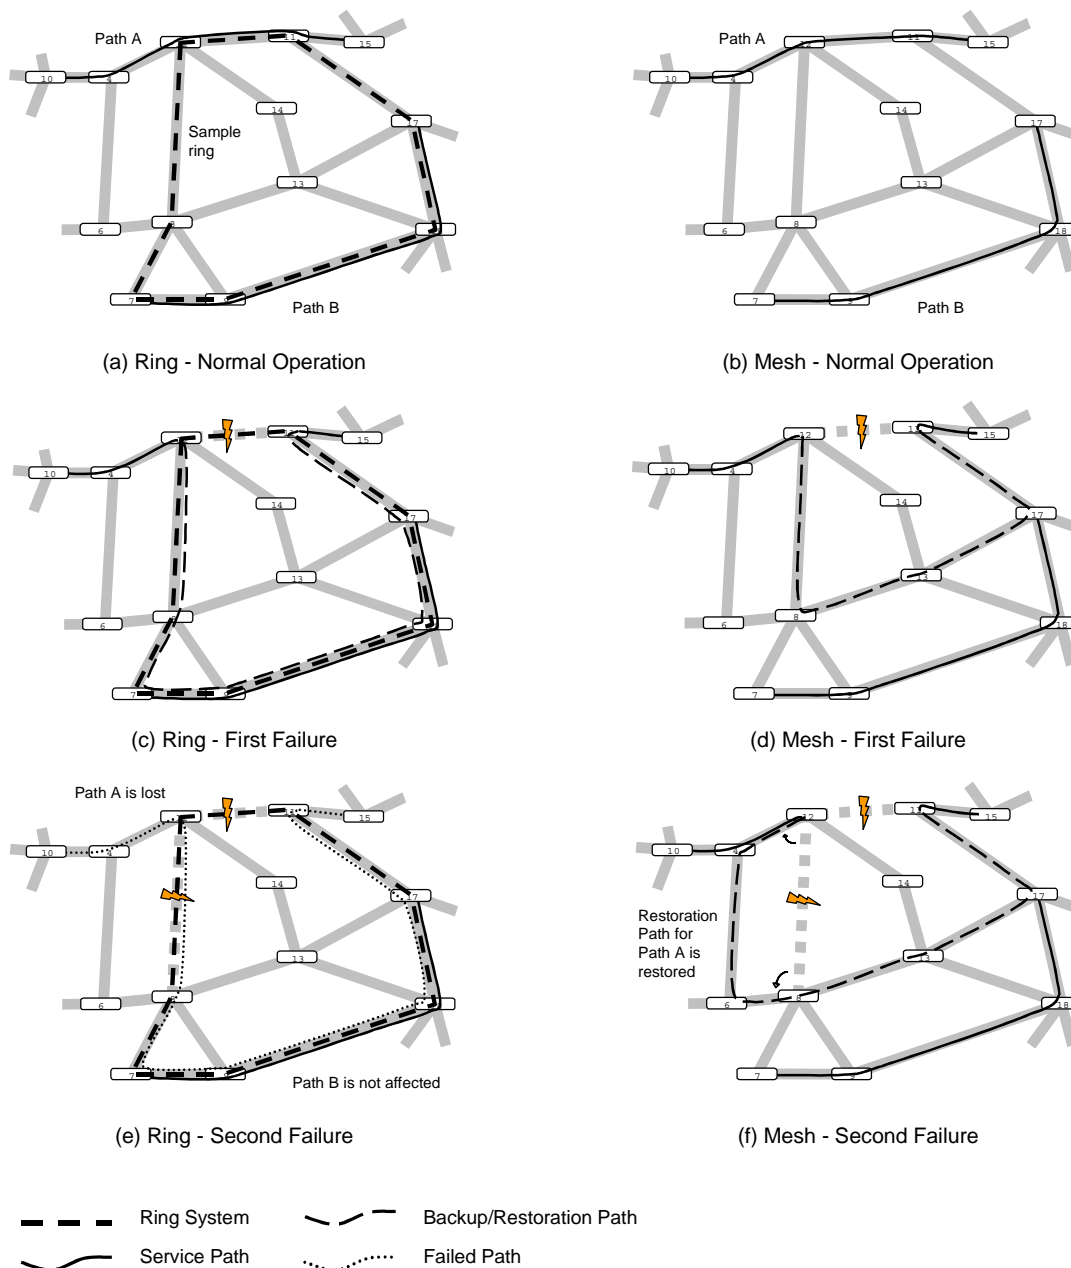 Path A
11
15
10
4
14
17
Sample
ring
13
6
8
7
Path B
(a) Ring - Normal Operation
Path A
12
11
15
10
4
14
17
13
6
8
18
7
9
Path B
(b) Mesh - Normal Operation
15
10
4
14
17
13
6
7
(c) Ring - First Failure
12
11
15
10
4
14
17
13
6
8
18
7
9
(d) Mesh - First Failure
Path A is lost
15
10
4
14
17
13
6
7
Path B is not affected
(e) Ring - Second Failure
12
11
15
10
4
14
17
Restoration
Path for
Path A is
restored
13
6
8
18
7
9
(f) Mesh - Second Failure
Ring System
Backup/Restoration Path
Service Path
Failed Path